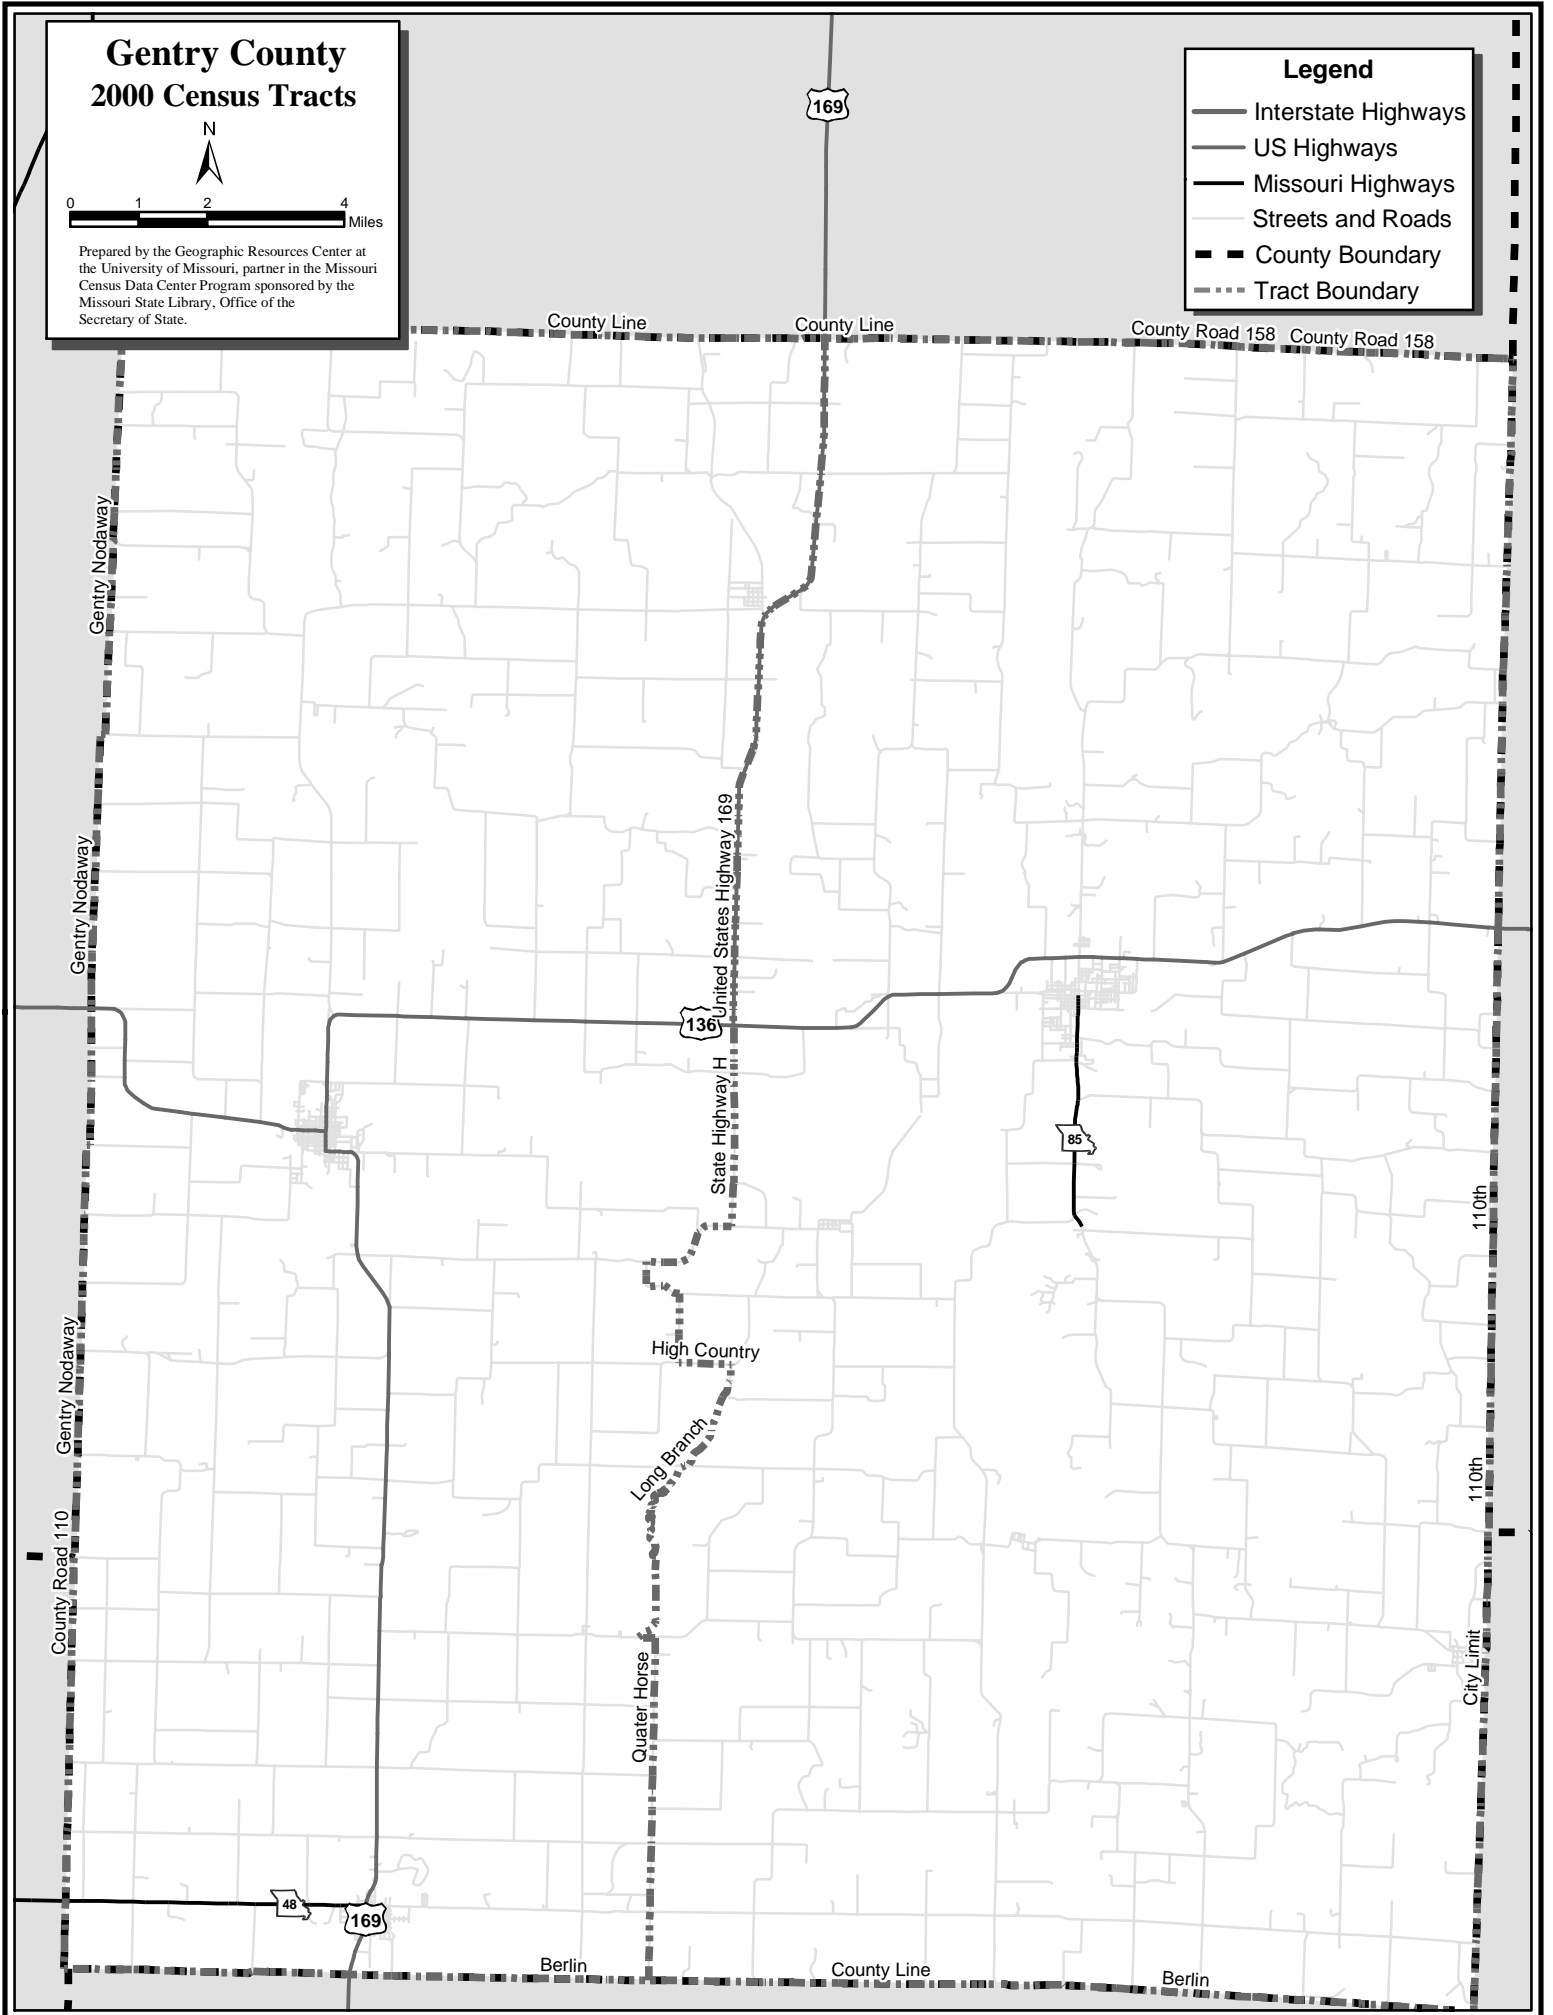 Gentry County
2000 Census Tracts
N
0 1 2 4
Miles
Prepared by the Geographic Resources Center at
the University of Missouri, partner in the Missouri
Census Data Center Program sponsored by the
Missouri State Library, Office of the
Secretary of State.
169
Legend
Interstate Highways
US Highways
Missouri Highways
Streets and Roads
County Boundary
Tract Boundary
County Line
County Line
County Road 158
County Road 158
Gentry Nodaway
United States Highway 169
Gentry Nodaway
136
State Highway H
85
110th
High Country
Gentry Nodaway
Long Branch
110th
County Road 110
Quater Horse
City Limit
48
169
Berlin
County Line
Berlin